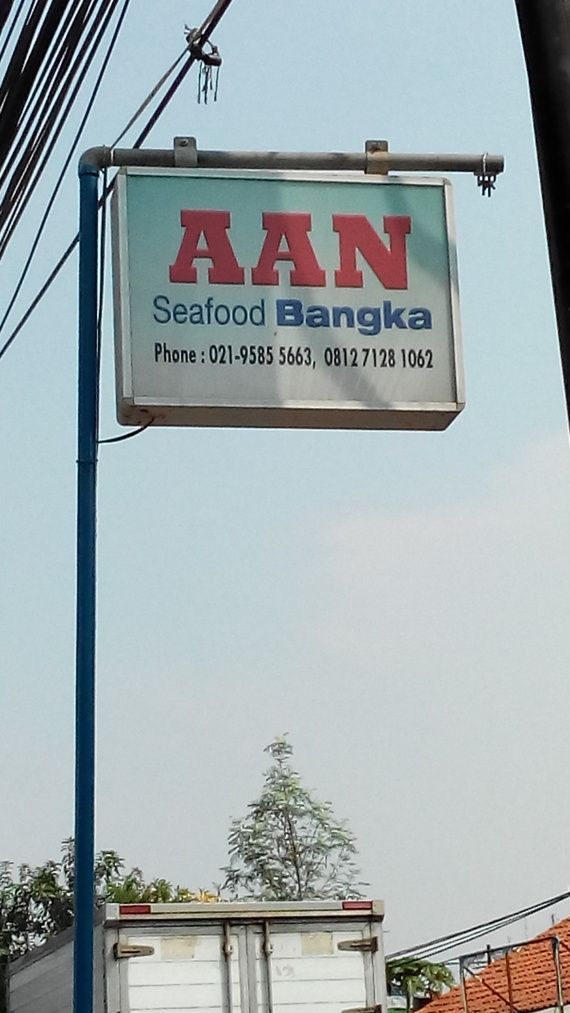 AAN
Seafood Bangka
Phone : 021-9585 5663, 0812 7128 1062